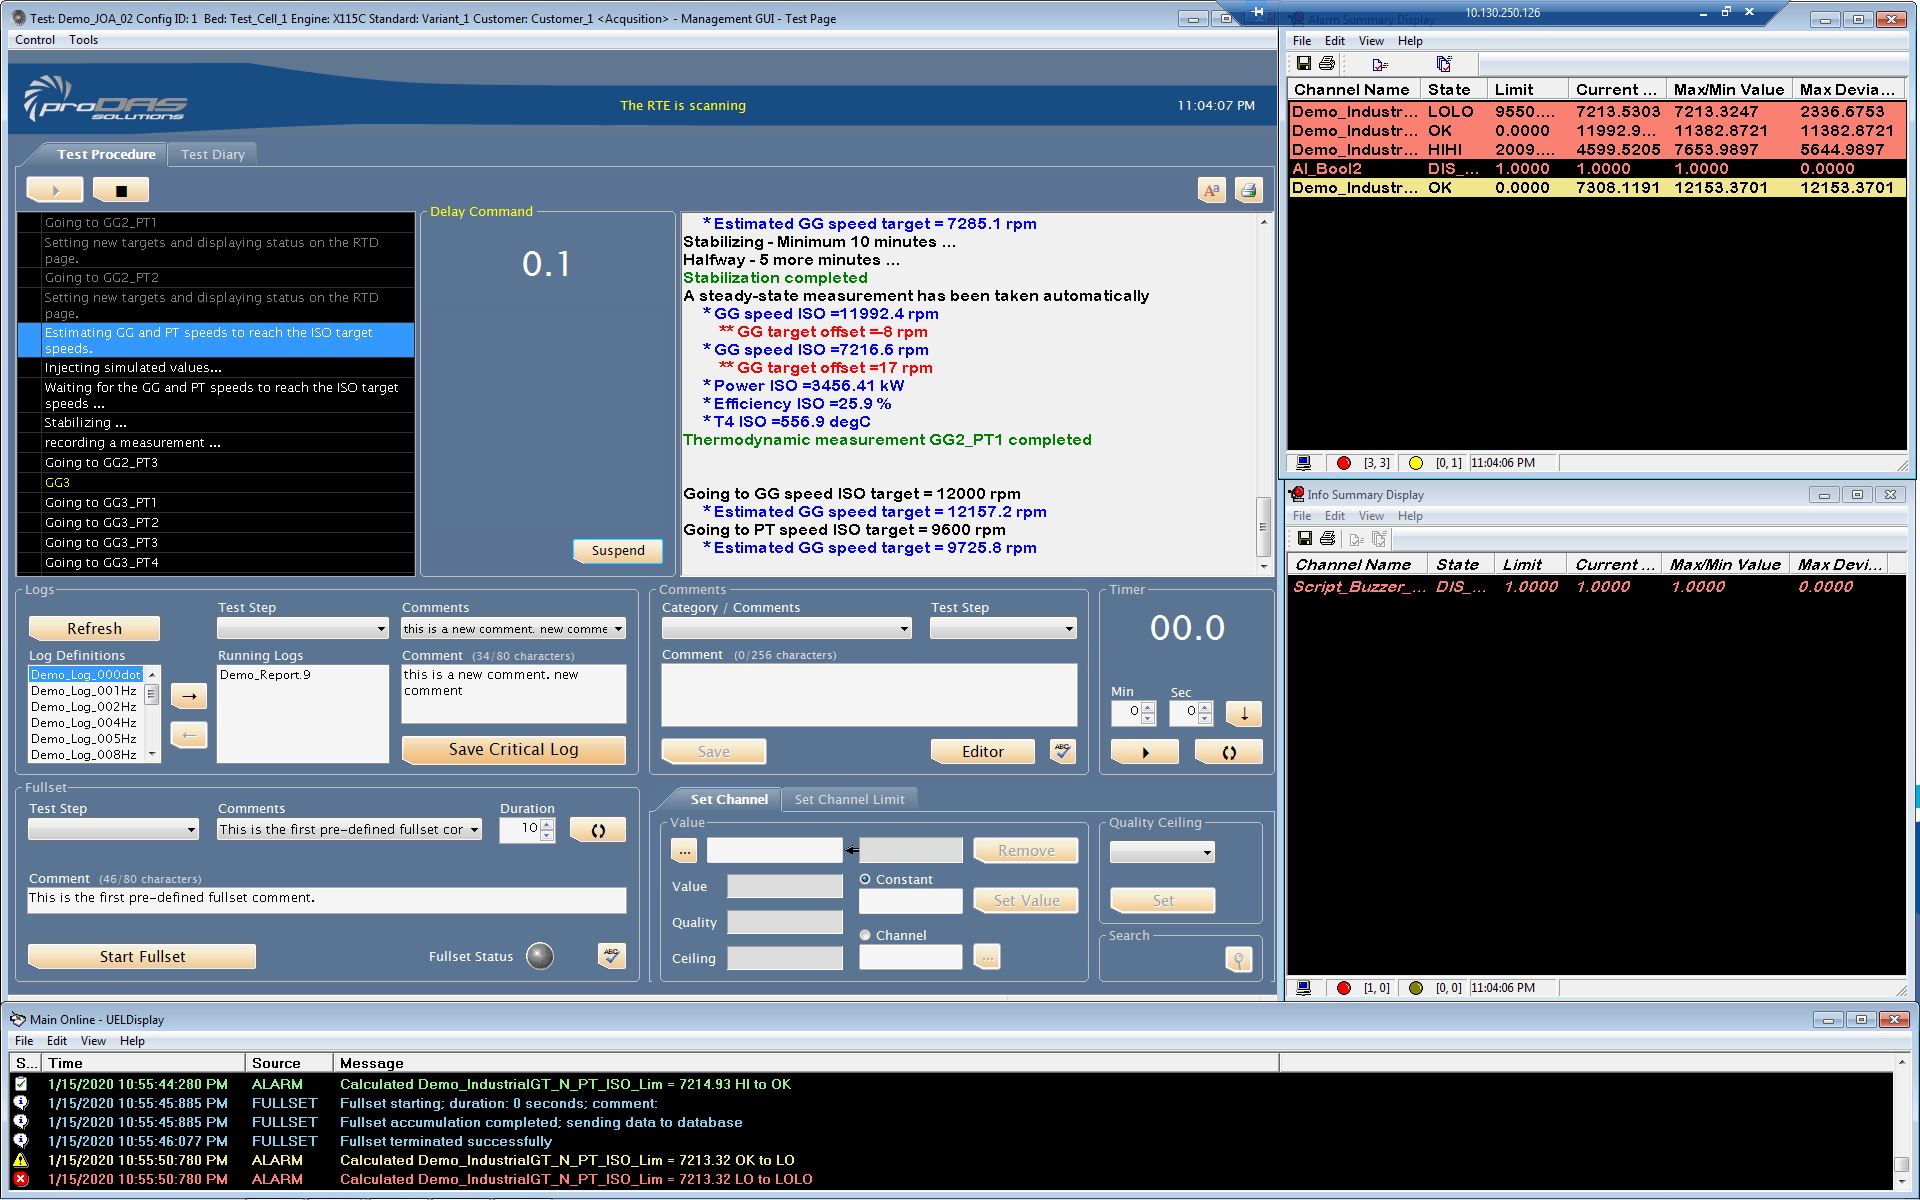 Test: Demo_JOA_02 Config ID: 1  Bed: Test_Cell_1 Engine: X115C Standard: Variant_1 Customer: Customer_1 <Acqusition> - Management GUI - Test Page
Control Tools
proDAS
SOLUTIONS
The RTE is scanning
11:04:07 PM
Test Procedure
Test Diary
Going to GG2_PT1
Setting new targets and displaying status on the RTD
page.
Going to GG2_PT2
Setting new targets and displaying status on the RTD
page.
Estimating GG and PT speeds to reach the ISO target
speeds.
Injecting simulated values...
Waiting for the GG and PT speeds to reach the ISO target
speeds ...
Stabilizing ...
recording a measurement ...
Going to GG2_PT3
GG3
Going to GG3_PT1
Going to GG3_PT2
Going to GG3_PT3
Going to GG3_PT4
Delay Command
0.1
Suspend
Aa
* Estimated GG speed target = 7285.1 rpm
Stabilizing - Minimum 10 minutes ...
Halfway - 5 more minutes ...
Stabilization completed
A steady-state measurement has been taken automatically
* GG speed ISO =11992.4 rpm
** GG target offset =-8 rpm
* GG speed ISO =7216.6 rpm
** GG target offset =17 rpm
* Power ISO =3456.41 kW
* Efficiency ISO =25.9 %
* T4 ISO =556.9 degC
Thermodynamic measurement GG2_PT1 completed
Going to GG speed ISO target = 12000 rpm
* Estimated GG speed target = 12157.2 rpm
Going to PT speed ISO target = 9600 rpm
* Estimated GG speed target = 9725.8 rpm
Logs
Refresh
Test Step
Comments
this is a new comment. new comme
Log Definitions
Demo_Log_000dot
Demo_Log_001Hz
Demo_Log_002Hz
Demo_Log_004Hz
Demo_Log_005Hz
Demo_Log_008Hz
Running Logs
Demo_Report.9
Comment (34/80 characters)
this is a new comment. new
comment
Save Critical Log
Comments
Category / Comments
Test Step
Comment (0/256 characters)
Save
Editor
ABC
Timer
00.0
Min
Sec
0
0
Fullset
Test Step
Comments
Duration
This is the first pre-defined fullset cor
10
Comment (46/80 characters)
This is the first pre-defined fullset comment.
Start Fullset
Fullset Status
ABC
Set Channel
Set Channel Limit
Value
...
Remove
Value
Constant
Set Value
Quality
Channel
Ceiling
...
Quality Ceiling
Set
Search
10.130.250.126
Alarm Summary Display
File Edit View Help
Channel Name State Limit Current ... Max/Min Value Max Devia...
Demo_Industr... LOLO 9550.... 7213.5303 7213.3247 2336.6753
Demo_Industr... OK 0.0000 11992.9... 11382.8721 11382.8721
Demo_Industr... HIHI 2009.... 4599.5205 7653.9897 5644.9897
AI_Bool2 DIS_... 1.0000 1.0000 1.0000 0.0000
Demo_Industr... OK 0.0000 7308.1191 12153.3701 12153.3701
[3, 3] [0, 1] 11:04:06 PM
Info Summary Display
File Edit View Help
Channel Name State Limit Current ... Max/Min Value Max Devi...
Script_Buzzer_... DIS_... 1.0000 1.0000 1.0000 0.0000
[1, 0] [0, 0] 11:04:06 PM
Main Online - UELDisplay
File Edit View Help
S... Time Source Message
1/15/2020 10:55:44:280 PM ALARM Calculated Demo_IndustrialGT_N_PT_ISO_Lim = 7214.93 HI to OK
1/15/2020 10:55:45:885 PM FULLSET Fullset starting; duration: 0 seconds; comment:
1/15/2020 10:55:45:885 PM FULLSET Fullset accumulation completed; sending data to database
1/15/2020 10:55:46:077 PM FULLSET Fullset terminated successfully
1/15/2020 10:55:50:780 PM ALARM Calculated Demo_IndustrialGT_N_PT_ISO_Lim = 7213.32 OK to LO
1/15/2020 10:55:50:780 PM ALARM Calculated Demo_IndustrialGT_N_PT_ISO_Lim = 7213.32 LO to LOLO